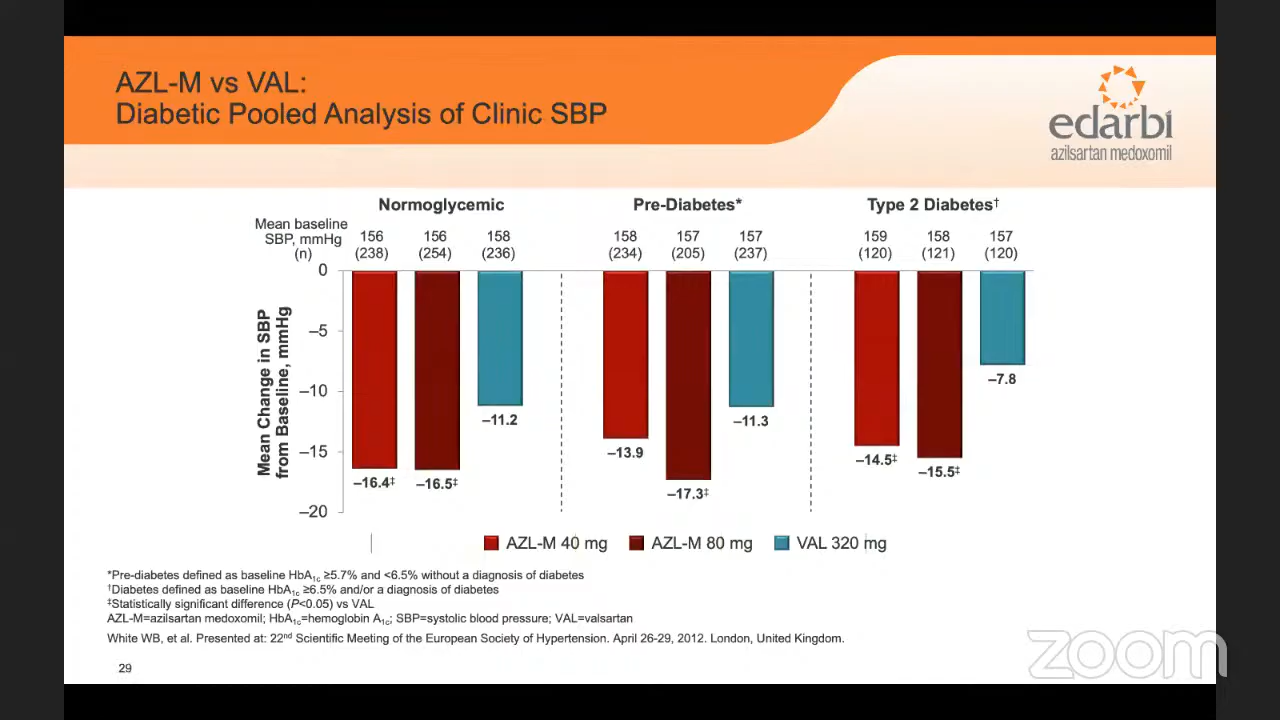 AZL-M vs VAL:
Diabetic Pooled Analysis of Clinic SBP
edarbi
azilsartan medoxomil
Normoglycemic
Pre-Diabetes*
Type 2 Diabetes†
Mean baseline
SBP, mmHg
(n)
156 156 158 158 157 157 159 158 157
(238) (254) (236) (234) (205) (237) (120) (121) (120)
Mean Change in SBP
from Baseline, mmHg
0
–5
–10
–15
–20
–16.4‡
–16.5‡
–11.2
–13.9
–17.3‡
–11.3
–14.5‡
–15.5‡
–7.8
AZL-M 40 mg AZL-M 80 mg VAL 320 mg
*Pre-diabetes defined as baseline HbA1c ≥5.7% and <6.5% without a diagnosis of diabetes
†Diabetes defined as baseline HbA1c ≥6.5% and/or a diagnosis of diabetes
‡Statistically significant difference (P<0.05) vs VAL
AZL-M=azilsartan medoxomil; HbA1c=hemoglobin A1c; SBP=systolic blood pressure; VAL=valsartan
White WB, et al. Presented at: 22nd Scientific Meeting of the European Society of Hypertension. April 26-29, 2012. London, United Kingdom.
29
zoom